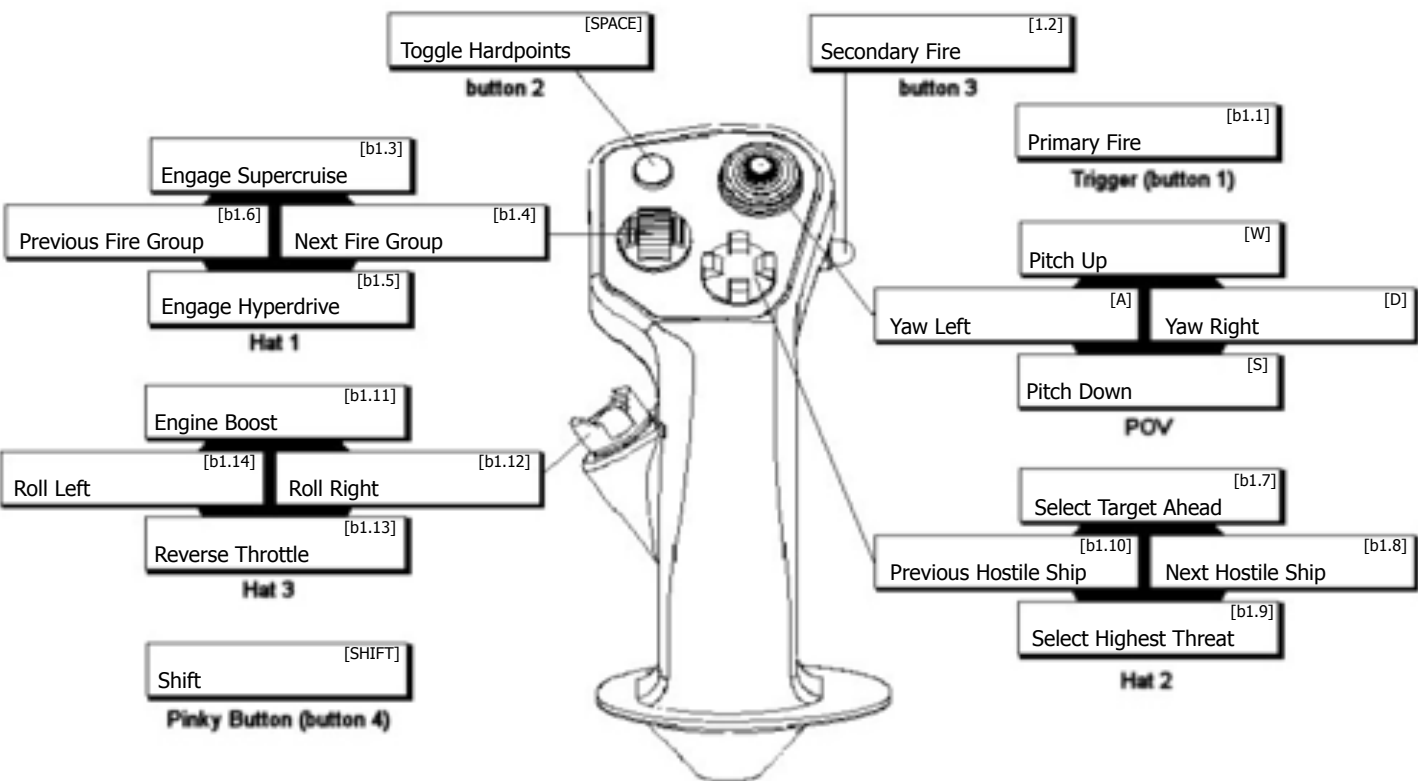 [SPACE]
Toggle Hardpoints
button 2
[1.2]
Secondary Fire
button 3
[b1.1]
Primary Fire
Trigger (button 1)
[b1.3]
Engage Supercruise
[b1.6]
Previous Fire Group
[b1.4]
Next Fire Group
[b1.5]
Engage Hyperdrive
Hat 1
[W]
Pitch Up
[A]
Yaw Left
[D]
Yaw Right
[S]
Pitch Down
POV
[b1.11]
Engine Boost
[b1.14]
Roll Left
[b1.12]
Roll Right
[b1.13]
Reverse Throttle
Hat 3
[b1.7]
Select Target Ahead
[b1.10]
Previous Hostile Ship
[b1.8]
Next Hostile Ship
[b1.9]
Select Highest Threat
Hat 2
[SHIFT]
Shift
Pinky Button (button 4)